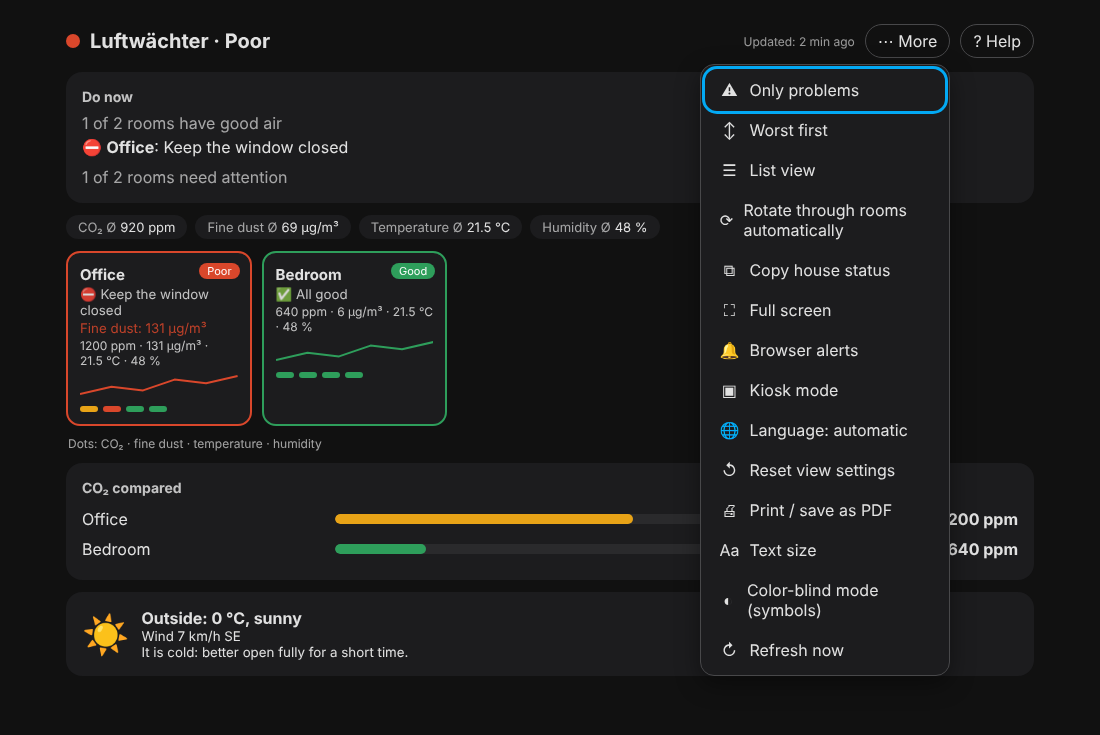 Luftwächter · Poor
Updated: 2 min ago
··· More
? Help
Do now
1 of 2 rooms have good air
⛔ Office: Keep the window closed
1 of 2 rooms need attention
CO₂ Ø 920 ppm
Fine dust Ø 69 µg/m³
Temperature Ø 21.5 °C
Humidity Ø 48 %
Office
Poor
⛔ Keep the window
closed
Fine dust: 131 µg/m³
1200 ppm · 131 µg/m³ ·
21.5 °C · 48 %
Bedroom
Good
✅ All good
640 ppm · 6 µg/m³ · 21.5 °C
· 48 %
Dots: CO₂ · fine dust · temperature · humidity
CO₂ compared
Office
200 ppm
Bedroom
640 ppm
Outside: 0 °C, sunny
Wind 7 km/h SE
It is cold: better open fully for a short time.
Only problems
Worst first
List view
Rotate through rooms
automatically
Copy house status
Full screen
Browser alerts
Kiosk mode
Language: automatic
Reset view settings
Print / save as PDF
Aa Text size
Color-blind mode
(symbols)
Refresh now